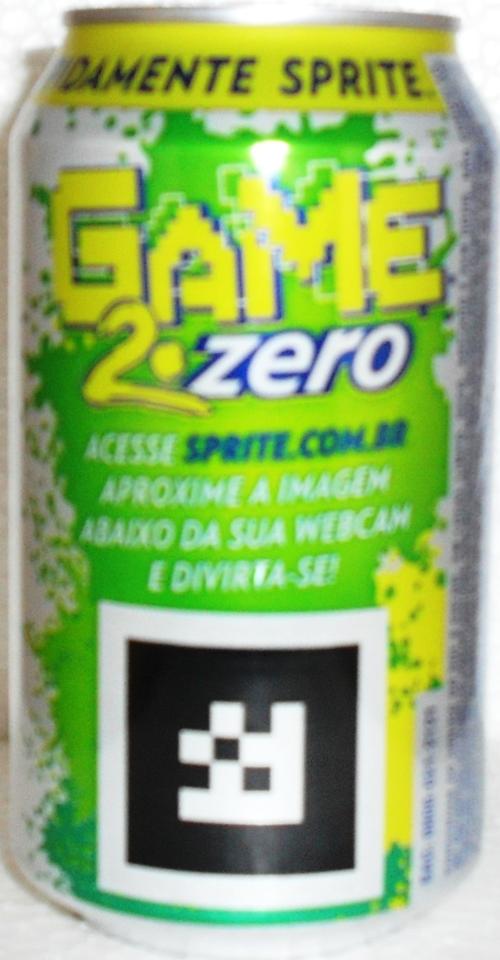 DAMENTE SPRITE.
GAME
2.zero
ACESSE SPRITE.COM.BR
APROXIME A IMAGEM
ABAIXO DA SUA WEBCAM
E DIVIRTA-SE!